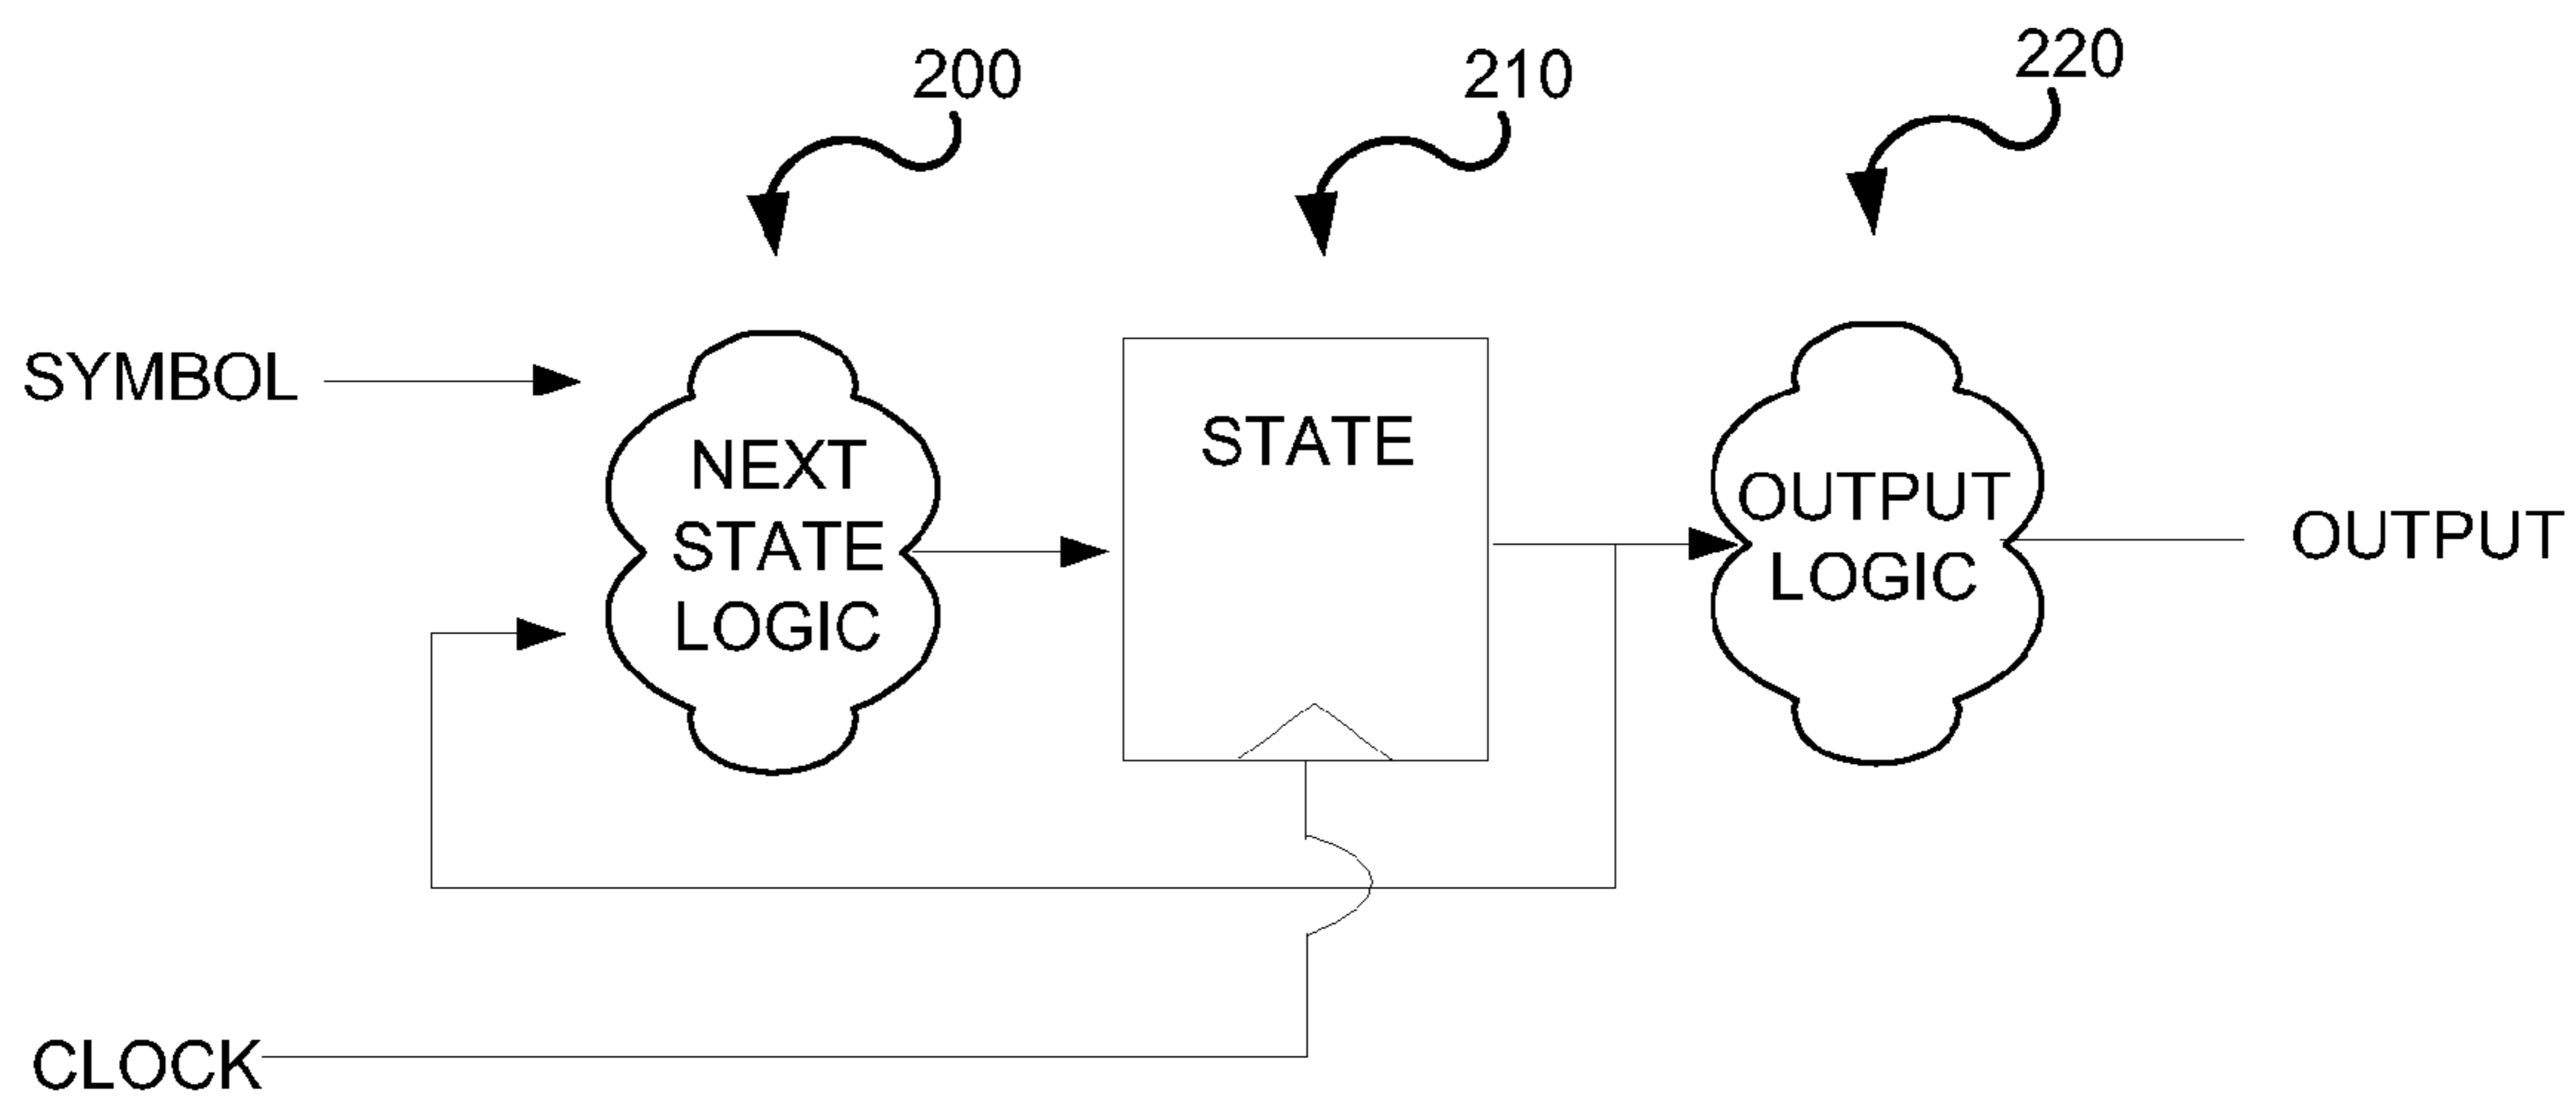 200
210
220
SYMBOL
NEXT
STATE
LOGIC
STATE
OUTPUT
LOGIC
OUTPUT
CLOCK